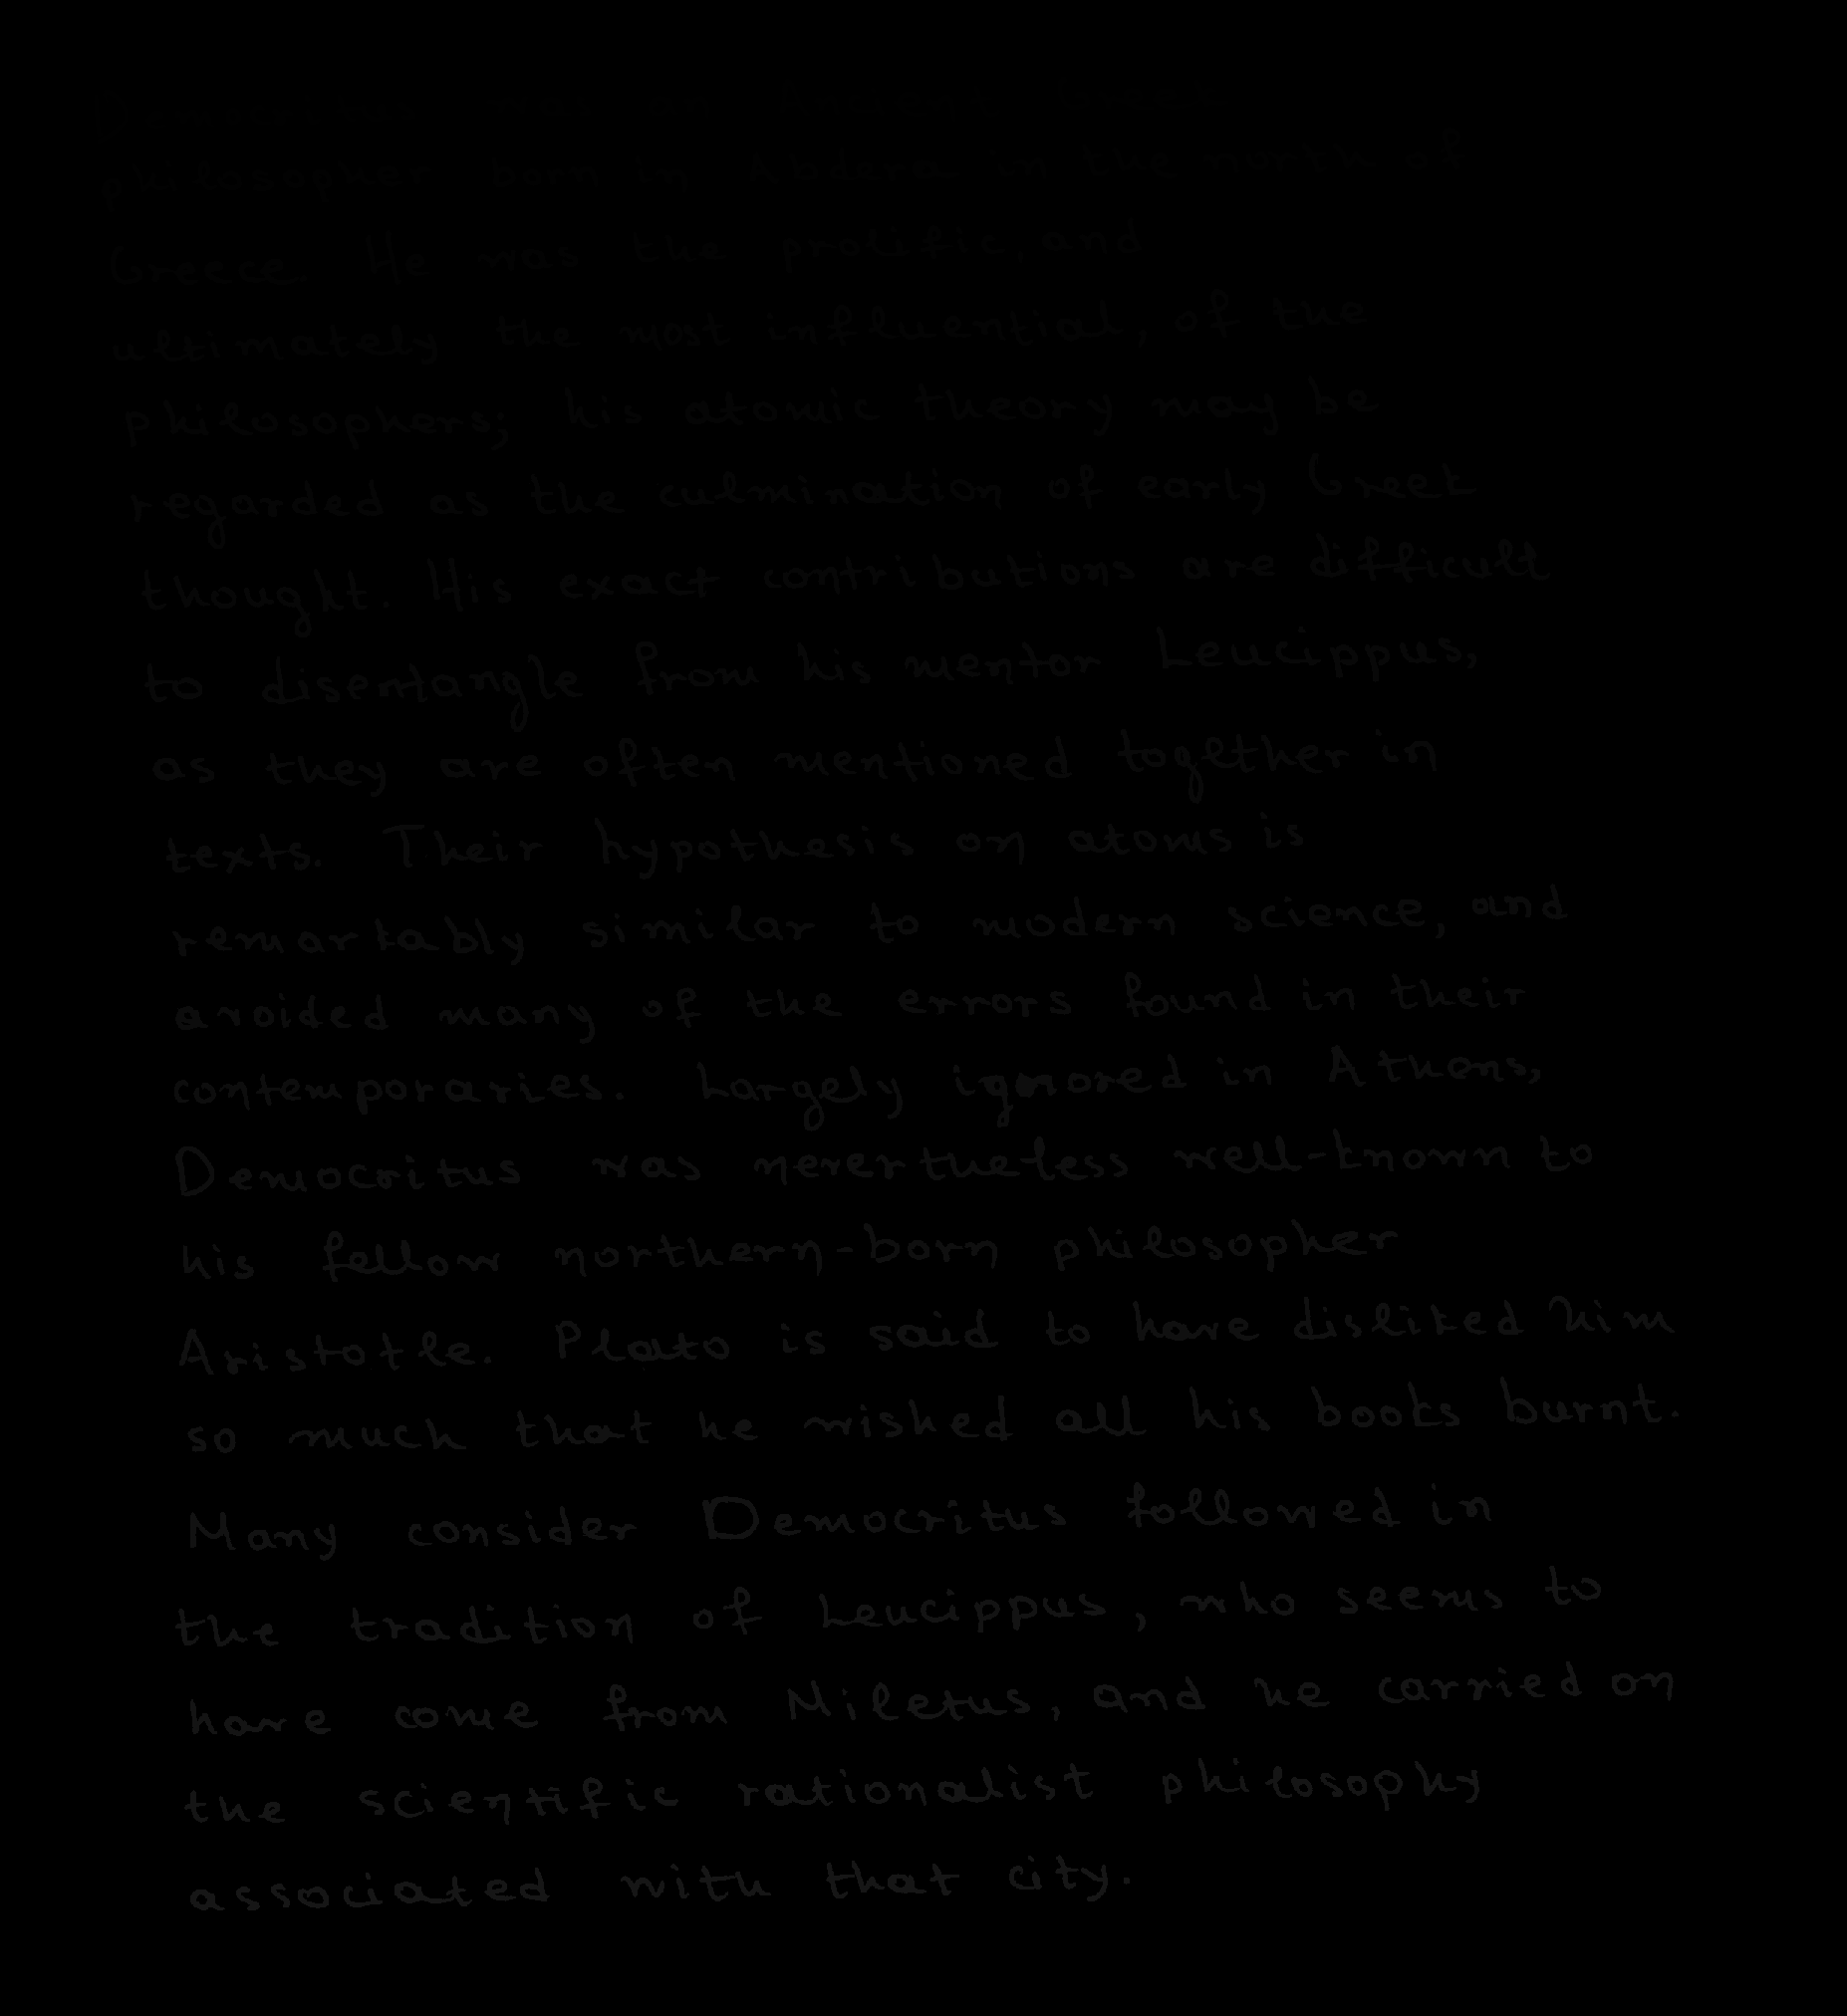 Democritus was an Ancient Greek
philosopher born in Abdera in the north of
Greece. He was the prolific, and
ultimately the most influential, of the
philosophers; his atomic theory may be
regarded as the culmination of early Greek
thought. His exact contributions are difficult
to disentangle from his mentor Leucippus,
as they are often mentioned together in
texts. Their hypothesis on atoms is
remarkably similar to modern science, and
avoided many of the errors found in their
contemporaries. Largely ignored in Athens,
Democritus was nevertheless well-known to
his fellow northern-born philosopher
Aristotle. Plato is said to have disliked him
so much that he wished all his books burnt.
Many consider Democritus followed in
the tradition of Leucippus, who seems to
have come from Miletus, and he carried on
the scientific rationalist philosophy
associated with that city.